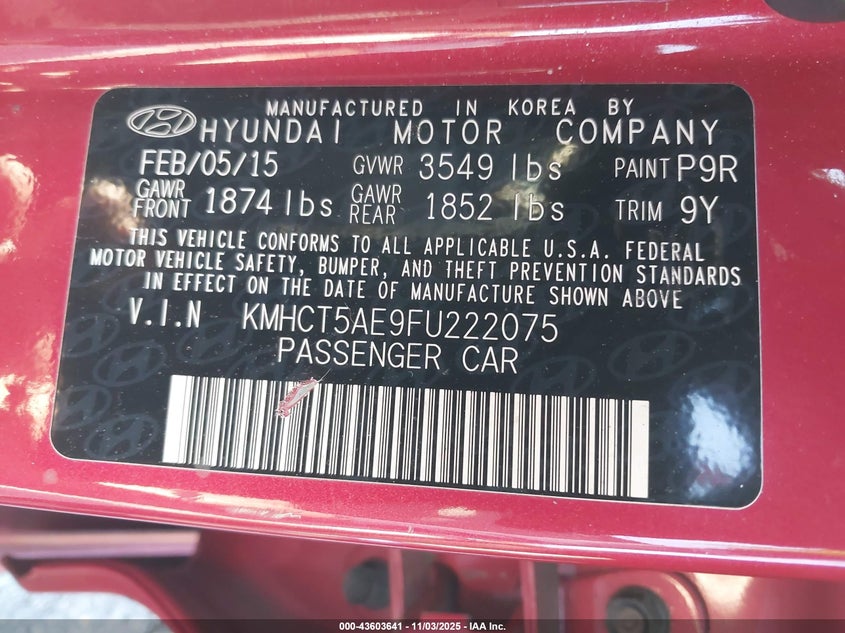 MANUFACTURED IN KOREA BY
HYUNDAI MOTOR COMPANY
FEB/05/15 GVWR 3549 lbs PAINT P9R
GAWR FRONT 1874 lbs GAWR REAR 1852 lbs TRIM 9Y
THIS VEHICLE CONFORMS TO ALL APPLICABLE U.S.A. FEDERAL
MOTOR VEHICLE SAFETY, BUMPER, AND THEFT PREVENTION STANDARDS
IN EFFECT ON THE DATE OF MANUFACTURE SHOWN ABOVE
V.I.N KMHCT5AE9FU222075
PASSENGER CAR
000-43603641 - 11/03/2025 - IAA Inc.